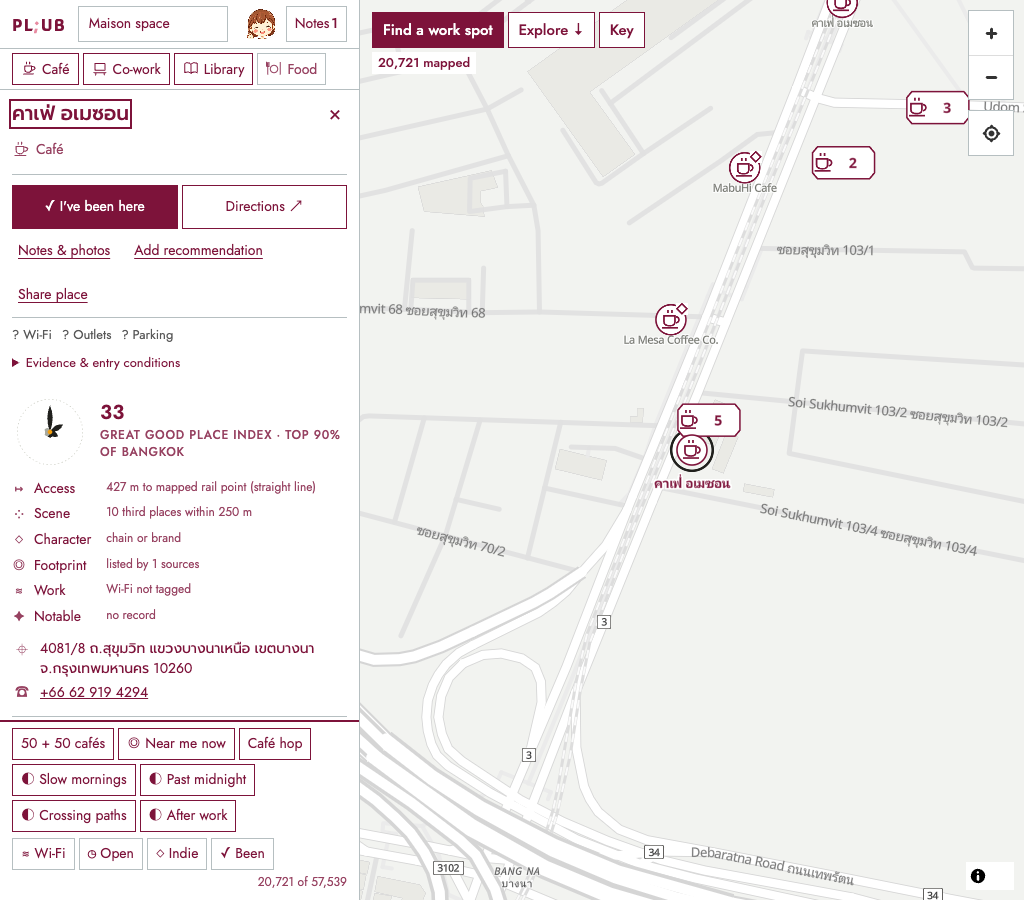 PL;UB
Maison space
Notes 1
Café
Co-work
Library
Food
คาเฟ่ อเมซอน
×
Café
✓ I've been here
Directions ↗
Notes & photos
Add recommendation
Share place
? Wi-Fi ? Outlets ? Parking
▶ Evidence & entry conditions
33
GREAT GOOD PLACE INDEX · TOP 90%
OF BANGKOK
Access 427 m to mapped rail point (straight line)
Scene 10 third places within 250 m
Character chain or brand
Footprint listed by 1 sources
Work Wi-Fi not tagged
Notable no record
4081/8 ถ.สุขุมวิท แขวงบางนาเหนือ เขตบางนา
จ.กรุงเทพมหานคร 10260
+66 62 919 4294
50 + 50 cafés
Near me now
Café hop
Slow mornings
Past midnight
Crossing paths
After work
Wi-Fi
Open
Indie
✓ Been
20,721 of 57,539
Find a work spot
Explore ↓
Key
20,721 mapped
+
−
คาเฟ่ อเมซอน
3
Udom
2
MabuHi Cafe
ซอยสุขุมวิท 103/1
mvit 68 ซอยสุขุมวิท 68
La Mesa Coffee Co.
Soi Sukhumvit 103/2 ซอยสุขุมวิท 103/2
5
คาเฟ่ อเมซอน
Soi Sukhumvit 103/4 ซอยสุขุมวิท 103/4
ซอยสุขุมวิท 70/2
3
3
34
Debaratna Road ถนนเทพรัตน
3102
BANG NA
บางนา
34